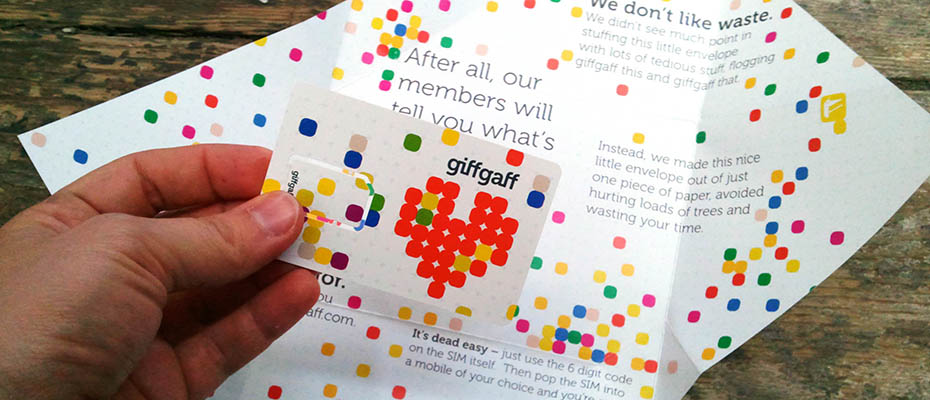 We don't like waste.
We didn't see much point in
stuffing this little envelope
with lots of tedious stuff, flogging
giffgaff this and giffgaff that.
After all, our
members will
tell you what's
Instead, we made this nice
little envelope out of just
one piece of paper, avoided
hurting loads of trees and
wasting your time.
giffgaff
giffgaff
It's dead easy – just use the 6 digit code
on the SIM itself. Then pop the SIM into
a mobile of your choice and you're